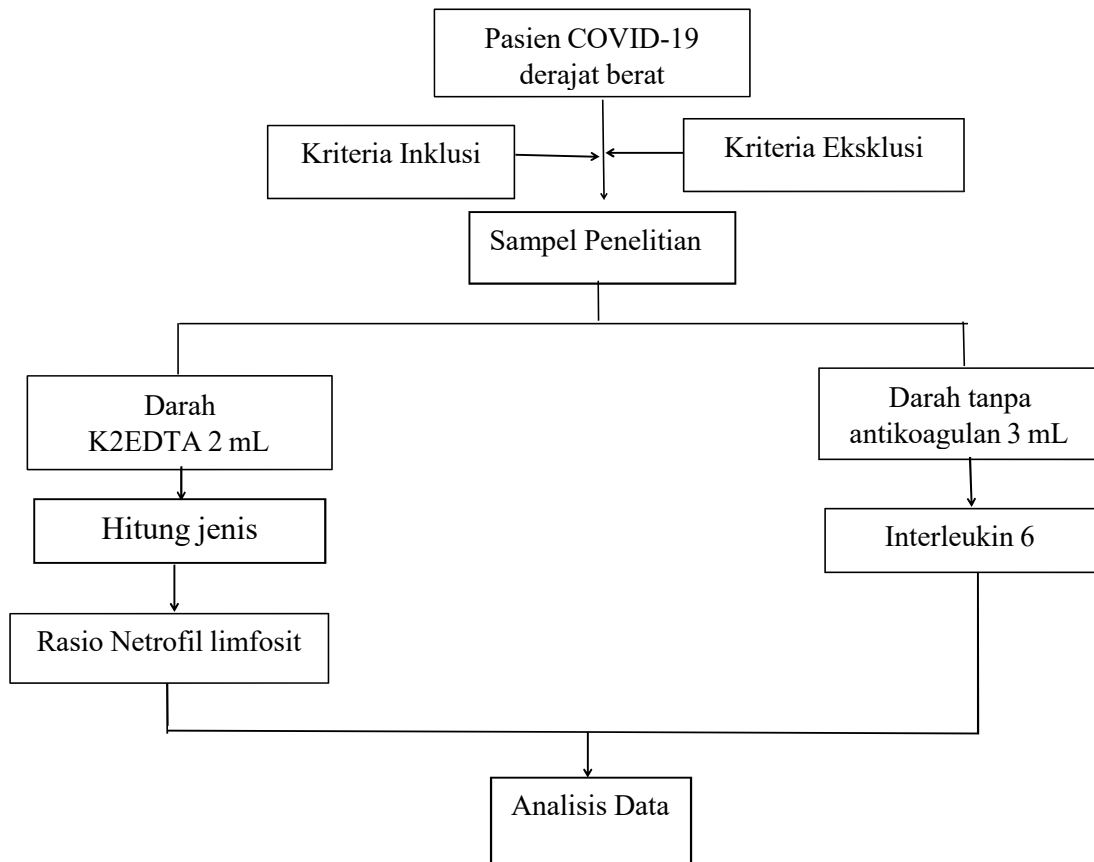 Pasien COVID-19
derajat berat
Kriteria Inklusi
Kriteria Eksklusi
Sampel Penelitian
Darah
K2EDTA 2 mL
Darah tanpa
antikoagulan 3 mL
Hitung jenis
Interleukin 6
Rasio Netrofil limfosit
Analisis Data